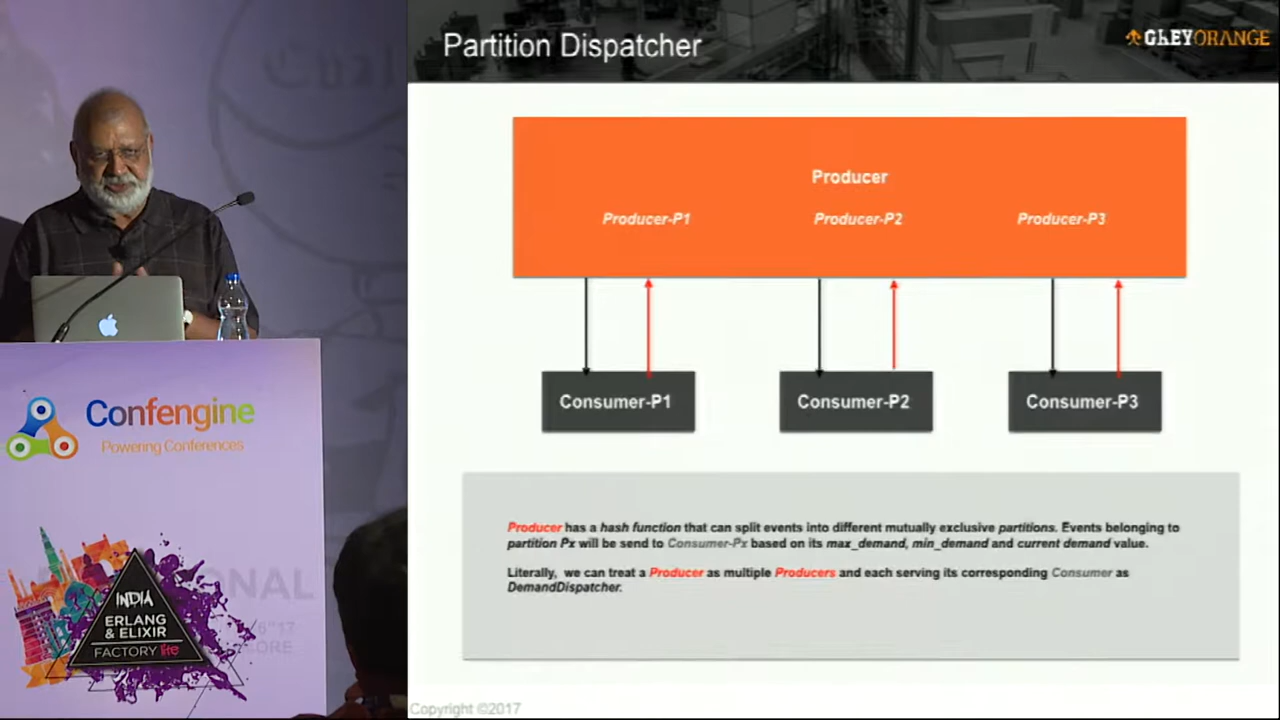 Partition Dispatcher
GREYORANGE
Producer
Producer-P1 Producer-P2 Producer-P3
Consumer-P1 Consumer-P2 Consumer-P3
Producer has a hash function that can split events into different mutually exclusive partitions. Events belonging to
partition Px will be send to Consumer-Px based on its max_demand, min_demand and current demand value.
Literally, we can treat a Producer as multiple Producers and each serving its corresponding Consumer as
DemandDispatcher.
Copyright ©2017
Confengine
Powering Conferences
INDIA
ERLANG
& ELIXIR
FACTORY lite